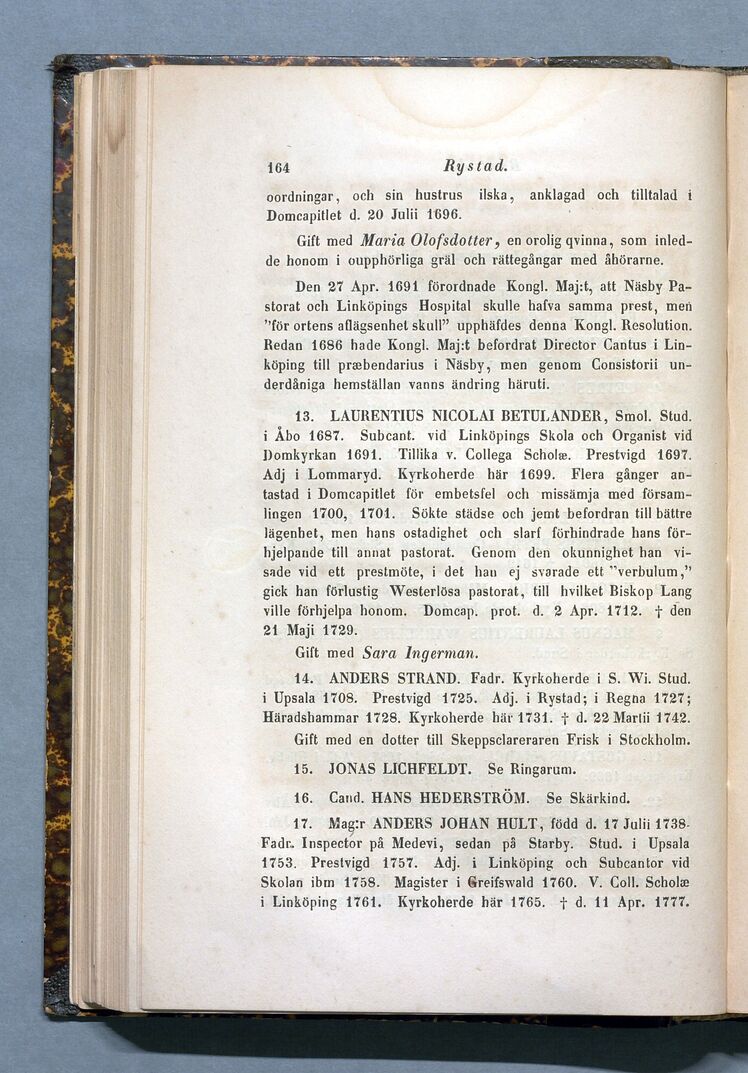 164 Rystad.
oordningar, och sin hustrus ilska, anklagad och tilltalad i
Domcapitlet d. 20 Julii 1696.
Gift med Maria Olofsdotter, en orolig qvinna, som inled-
de honom i oupphörliga gräl och rättegångar med åhörarne.
Den 27 Apr. 1691 förordnade Kongl. Maj:t, att Näsby Pa-
storat och Linköpings Hospital skulle hafva samma prest, men
"för ortens aflägsenhet skull" upphäfdes denna Kongl. Resolution.
Redan 1686 hade Kongl. Maj:t befordrat Director Cantus i Lin-
köping till præbendarius i Näsby, men genom Consistorii un-
derdåniga hemställan vanns ändring häruti.
13. LAURENTIUS NICOLAI BETULANDER, Smol. Stud.
i Åbo 1687. Subcant. vid Linköpings Skola och Organist vid
Domkyrkan 1691. Tillika v. Collega Scholæ. Prestvigd 1697.
Adj i Lommaryd. Kyrkoherde här 1699. Flera gånger an-
tastad i Domcapitlet för embetsfel och missämja med försam-
lingen 1700, 1701. Sökte städse och jemt befordran till bättre
lägenhet, men hans ostadighet och slarf förhindrade hans för-
hjelpande till annat pastorat. Genom den okunnighet han vi-
sade vid ett prestmöte, i det han ej svarade ett "verbulum,"
gick han förlustig Westerlösa pastorat, till hvilket Biskop Lang
ville förhjelpa honom. Domcap. prot. d. 2 Apr. 1712. † den
21 Maji 1729.
Gift med Sara Ingerman.
14. ANDERS STRAND. Fadr. Kyrkoherde i S. Wi. Stud.
i Upsala 1708. Prestvigd 1725. Adj. i Rystad; i Regna 1727;
Häradshammar 1728. Kyrkoherde här 1731. † d. 22 Martii 1742.
Gift med en dotter till Skeppsclareraren Frisk i Stockholm.
15. JONAS LICHFELDT. Se Ringarum.
16. Cand. HANS HEDERSTRÖM. Se Skärkind.
17. Mag:r ANDERS JOHAN HULT, född d. 17 Julii 1738.
Fadr. Inspector på Medevi, sedan på Starby. Stud. i Upsala
1753. Prestvigd 1757. Adj. i Linköping och Subcantor vid
Skolan ibm 1758. Magister i Greifswald 1760. V. Coll. Scholæ
i Linköping 1761. Kyrkoherde här 1765. † d. 11 Apr. 1777.